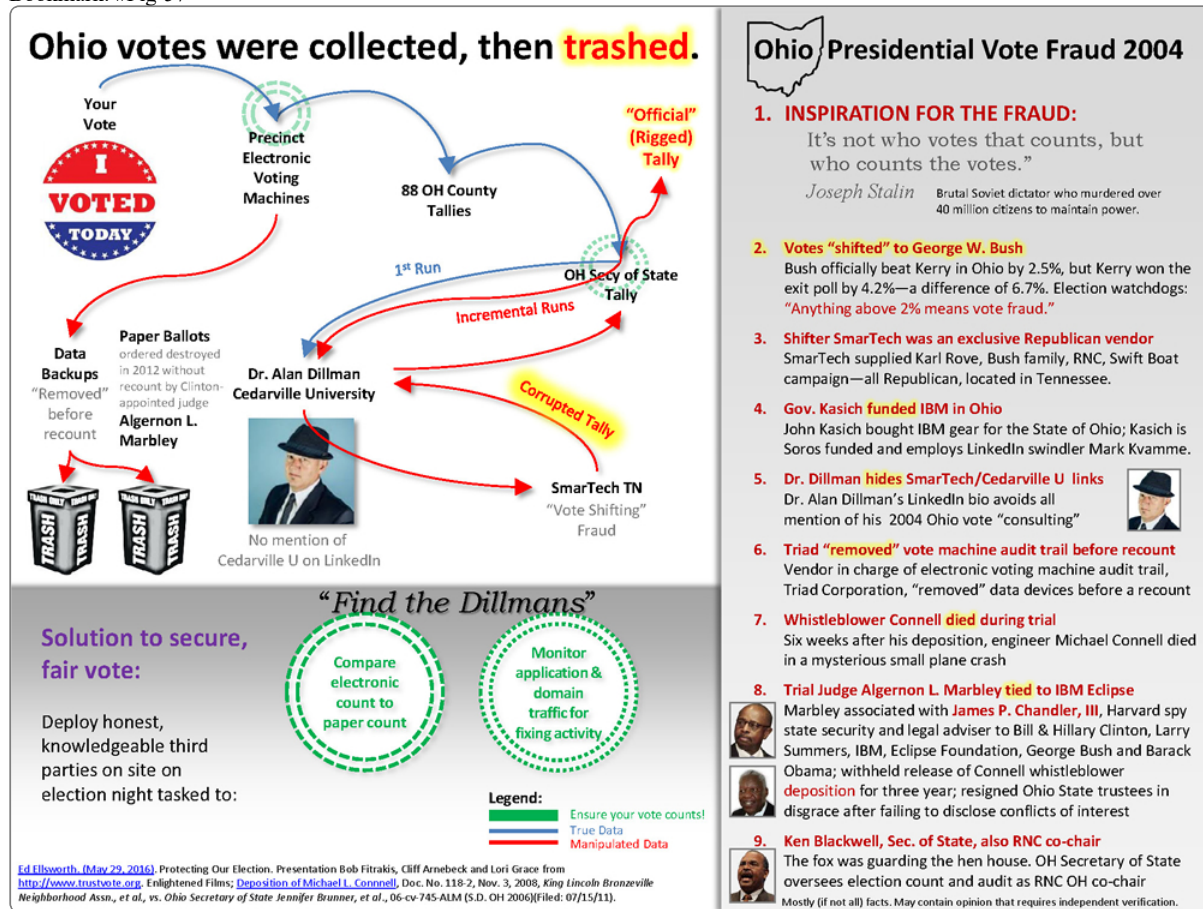 Ohio votes were collected, then trashed.
Your
Vote
I
VOTED
TODAY
Precinct
Electronic
Voting
Machines
88 OH County
Tallies
"Official"
(Rigged)
Tally
1st Run
OH Secy of State
Tally
Incremental Runs
Data
Backups
"Removed"
before
recount
Paper Ballots
ordered destroyed
in 2012 without
recount by Clinton-
appointed judge
Algernon L.
Marbley
TRASH ONLY
TRASH
TRASH
TRASH ONLY
TRASH
TRASH
Dr. Alan Dillman
Cedarville University
No mention of
Cedarville U on LinkedIn
Corrupted Tally
SmarTech TN
"Vote Shifting"
Fraud
"Find the Dillmans"
Solution to secure,
fair vote:
Deploy honest,
knowledgeable third
parties on site on
election night tasked to:
Compare
electronic
count to
paper count
Monitor
application &
domain
traffic for
fixing activity
Legend:
Ensure your vote counts!
True Data
Manipulated Data
Ed Ellsworth. (May 29, 2016). Protecting Our Election. Presentation Bob Fitrakis, Cliff Arnebeck and Lori Grace from
http://www.trustvote.org. Enlightened Films; Deposition of Michael L. Connnell, Doc. No. 118-2, Nov. 3, 2008, King Lincoln Bronzeville
Neighborhood Assn., et al., vs. Ohio Secretary of State Jennifer Brunner, et al., 06-cv-745-ALM (S.D. OH 2006)(Filed: 07/15/11).
Ohio Presidential Vote Fraud 2004
1. INSPIRATION FOR THE FRAUD:
It's not who votes that counts, but
who counts the votes."
Joseph Stalin Brutal Soviet dictator who murdered over
40 million citizens to maintain power.
2. Votes "shifted" to George W. Bush
Bush officially beat Kerry in Ohio by 2.5%, but Kerry won the
exit poll by 4.2%—a difference of 6.7%. Election watchdogs:
"Anything above 2% means vote fraud."
3. Shifter SmarTech was an exclusive Republican vendor
SmarTech supplied Karl Rove, Bush family, RNC, Swift Boat
campaign—all Republican, located in Tennessee.
4. Gov. Kasich funded IBM in Ohio
John Kasich bought IBM gear for the State of Ohio; Kasich is
Soros funded and employs LinkedIn swindler Mark Kvamme.
5. Dr. Dillman hides SmarTech/Cedarville U links
Dr. Alan Dillman's LinkedIn bio avoids all
mention of his 2004 Ohio vote "consulting"
6. Triad "removed" vote machine audit trail before recount
Vendor in charge of electronic voting machine audit trail,
Triad Corporation, "removed" data devices before a recount
7. Whistleblower Connell died during trial
Six weeks after his deposition, engineer Michael Connell died
in a mysterious small plane crash
8. Trial Judge Algernon L. Marbley tied to IBM Eclipse
Marbley associated with James P. Chandler, III, Harvard spy
state security and legal adviser to Bill & Hillary Clinton, Larry
Summers, IBM, Eclipse Foundation, George Bush and Barack
Obama; withheld release of Connell whistleblower
deposition for three year; resigned Ohio State trustees in
disgrace after failing to disclose conflicts of interest
9. Ken Blackwell, Sec. of State, also RNC co-chair
The fox was guarding the hen house. OH Secretary of State
oversees election count and audit as RNC OH co-chair
Mostly (if not all) facts. May contain opinion that requires independent verification.